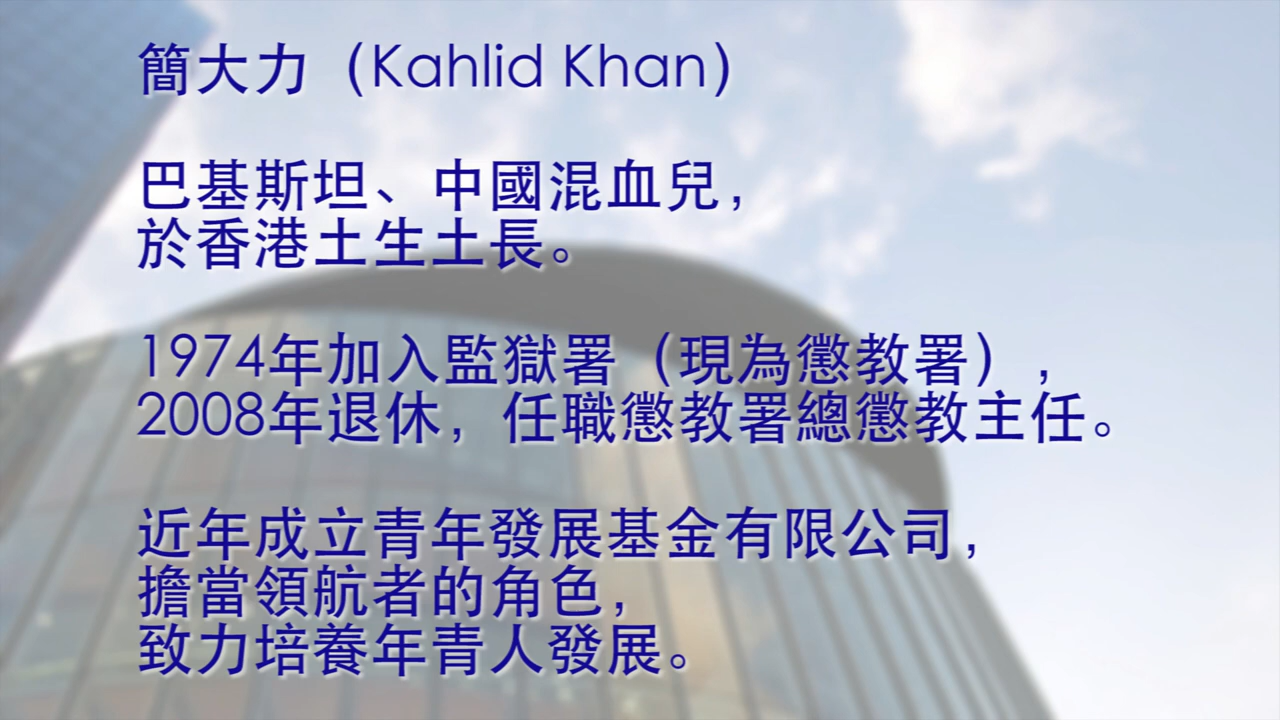 簡大力（Kahlid Khan）
巴基斯坦、中國混血兒，
於香港土生土長。
1974年加入監獄署（現為懲教署），
2008年退休，任職懲教署總懲教主任。
近年成立青年發展基金有限公司，
擔當領航者的角色，
致力培養年青人發展。